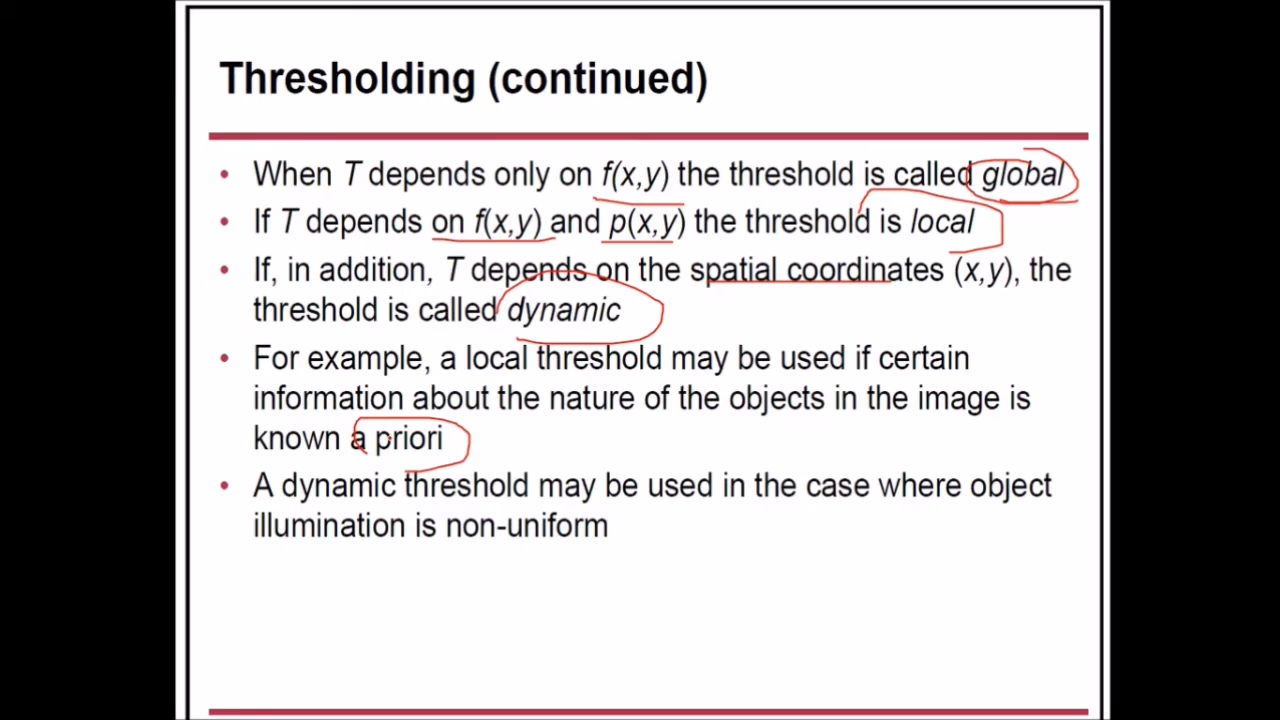 Thresholding (continued)
• When T depends only on f(x,y) the threshold is called global
• If T depends on f(x,y) and p(x,y) the threshold is local
• If, in addition, T depends on the spatial coordinates (x,y), the
threshold is called dynamic
• For example, a local threshold may be used if certain
information about the nature of the objects in the image is
known a priori
• A dynamic threshold may be used in the case where object
illumination is non-uniform